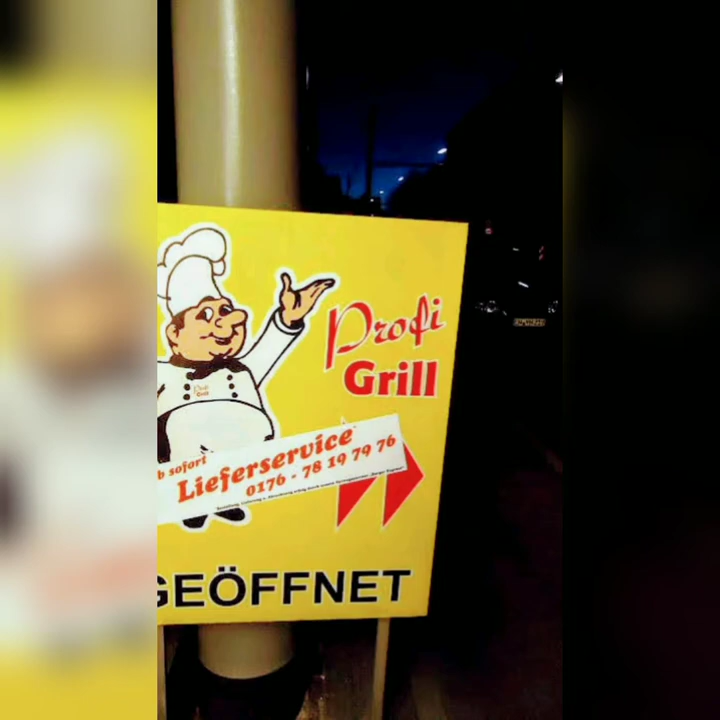 Profi
Grill
b sofort
Lieferservice
0176 - 78 19 79 76
GEÖFFNET